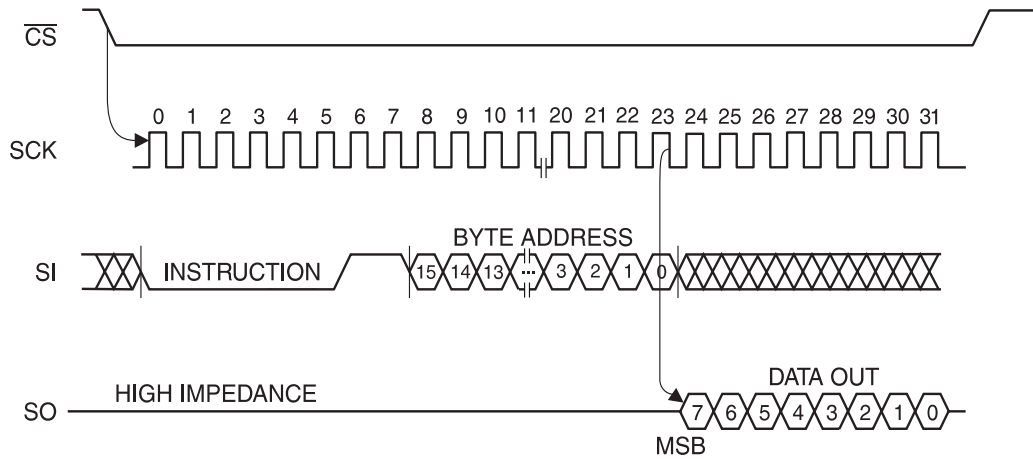 CS
0 1 2 3 4 5 6 7 8 9 10 11 20 21 22 23 24 25 26 27 28 29 30 31
SCK
BYTE ADDRESS
SI INSTRUCTION 15 14 13 ... 3 2 1 0
DATA OUT
HIGH IMPEDANCE
SO 7 6 5 4 3 2 1 0
MSB